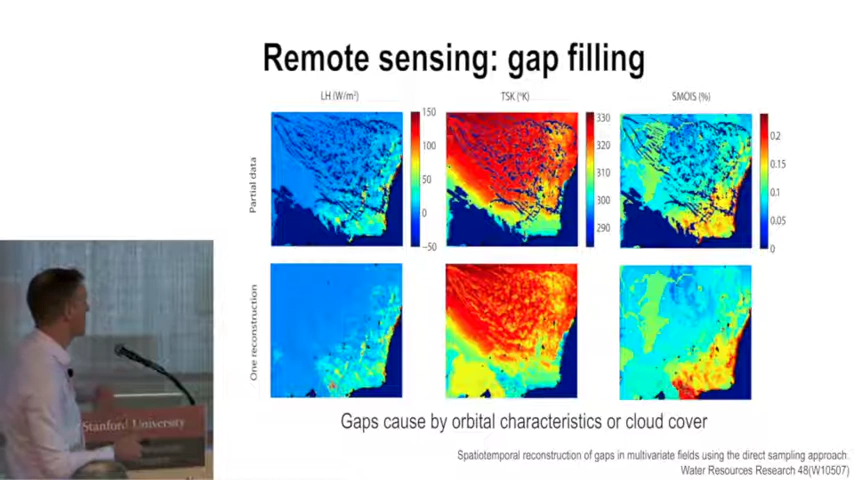 Remote sensing: gap filling
LH (W/m²)
TSK (°K)
SMOIS (%)
Partial data
150
100
50
0
−50
330
320
310
300
290
0.2
0.15
0.1
0.05
0
One reconstruction
Stanford University
Gaps cause by orbital characteristics or cloud cover
Spatiotemporal reconstruction of gaps in multivariate fields using the direct sampling approach.
Water Resources Research 48(W10507)